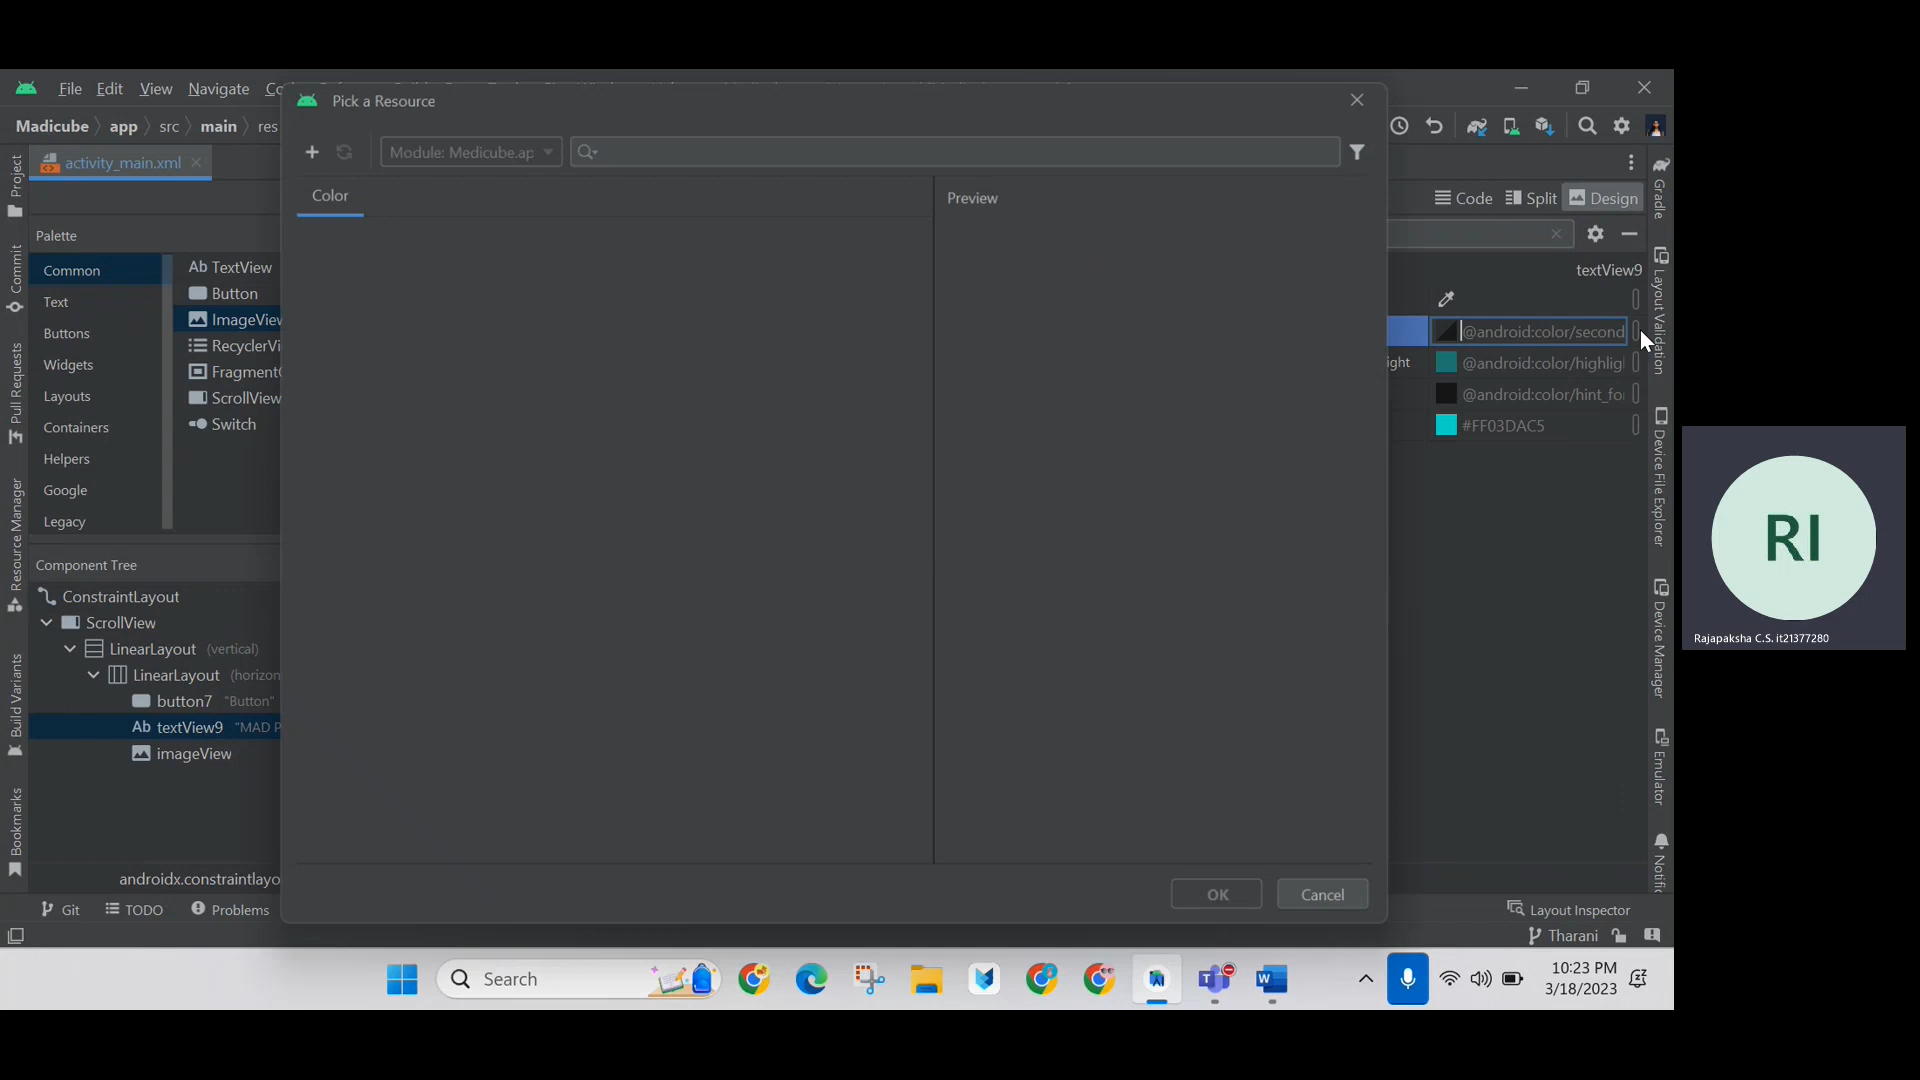 File Edit View Navigate
Pick a Resource
Madicube app src main res
Module: Medicube.ap
activity_main.xml
Color
Preview
Code Split Design
Palette
textView9
Common
Text
Buttons
Widgets
Layouts
Containers
Helpers
Google
Legacy
Ab TextView
Button
ImageView
RecyclerVi
Fragment
ScrollView
Switch
@android:color/second
ight @android:color/highlig
@android:color/hint_fo
#FF03DAC5
Component Tree
ConstraintLayout
ScrollView
LinearLayout (vertical)
LinearLayout (horizon
button7 "Button"
Ab textView9 "MAD P
imageView
androidx.constraintlayo
OK Cancel
Git TODO Problems
Layout Inspector
Tharani
Project
Commit
Pull Requests
Resource Manager
Build Variants
Bookmarks
Gradle
Layout Validation
Device File Explorer
Device Manager
Emulator
Notific
RI
Rajapaksha C.S. it21377280
Search
10:23 PM
3/18/2023